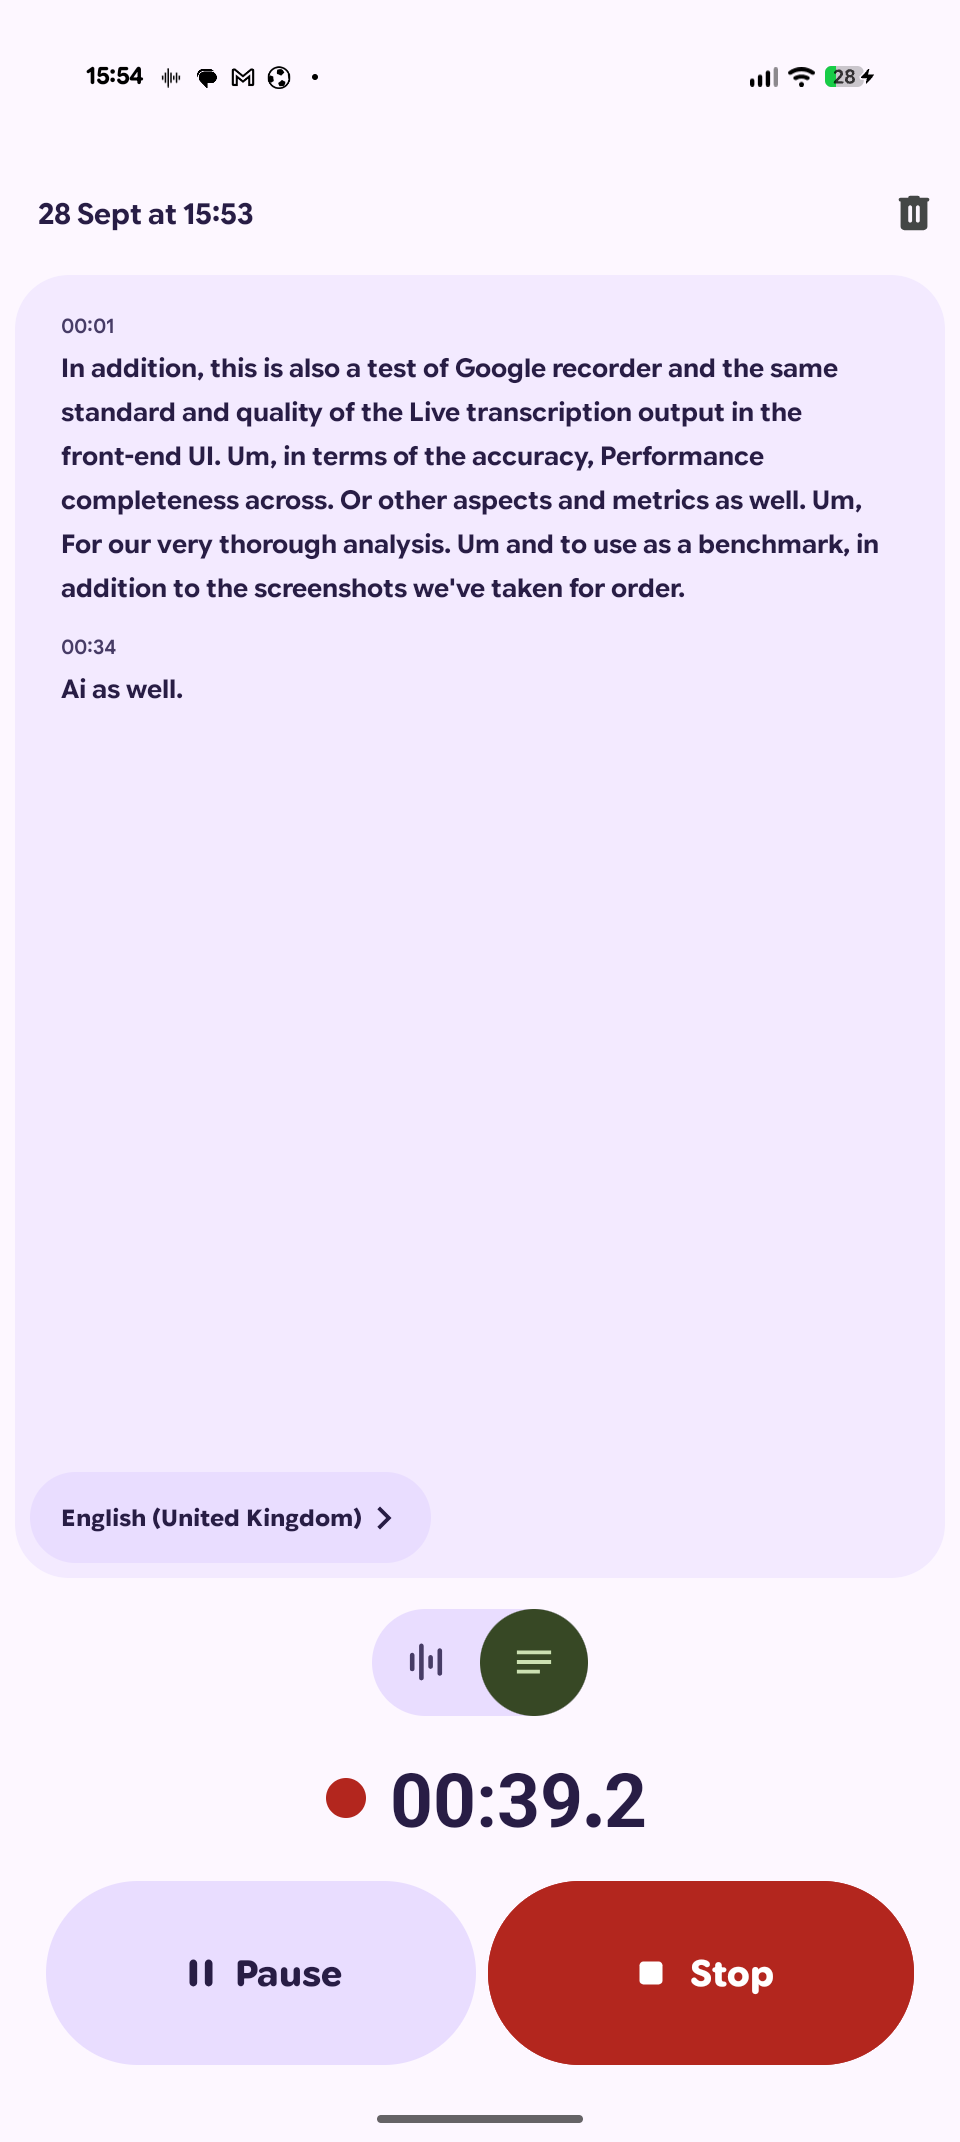 15:54
28
28 Sept at 15:53
00:01
In addition, this is also a test of Google recorder and the same
standard and quality of the Live transcription output in the
front-end UI. Um, in terms of the accuracy, Performance
completeness across. Or other aspects and metrics as well. Um,
For our very thorough analysis. Um and to use as a benchmark, in
addition to the screenshots we've taken for order.
00:34
Ai as well.
English (United Kingdom)
00:39.2
Pause
Stop